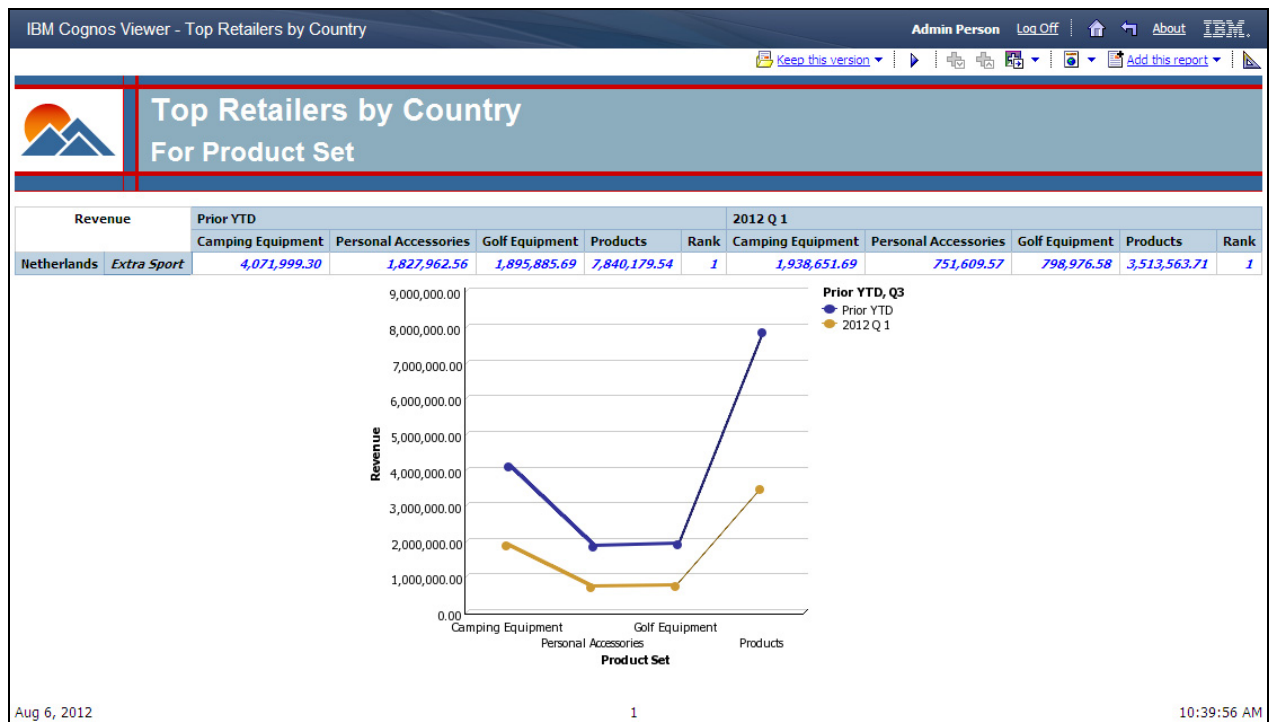 IBM Cognos Viewer - Top Retailers by Country Admin Person Log Off About IBM.
Keep this version Add this report
Top Retailers by Country
For Product Set
Revenue Prior YTD 2012 Q 1
Camping Equipment Personal Accessories Golf Equipment Products Rank Camping Equipment Personal Accessories Golf Equipment Products Rank
Netherlands Extra Sport 4,071,999.30 1,827,962.56 1,895,885.69 7,840,179.54 1 1,938,651.69 751,609.57 798,976.58 3,513,563.71 1
Prior YTD, Q3
Prior YTD
2012 Q 1
9,000,000.00
8,000,000.00
7,000,000.00
6,000,000.00
5,000,000.00
4,000,000.00
3,000,000.00
2,000,000.00
1,000,000.00
0.00
Revenue
Camping Equipment Golf Equipment
Personal Accessories Products
Product Set
Aug 6, 2012 1 10:39:56 AM